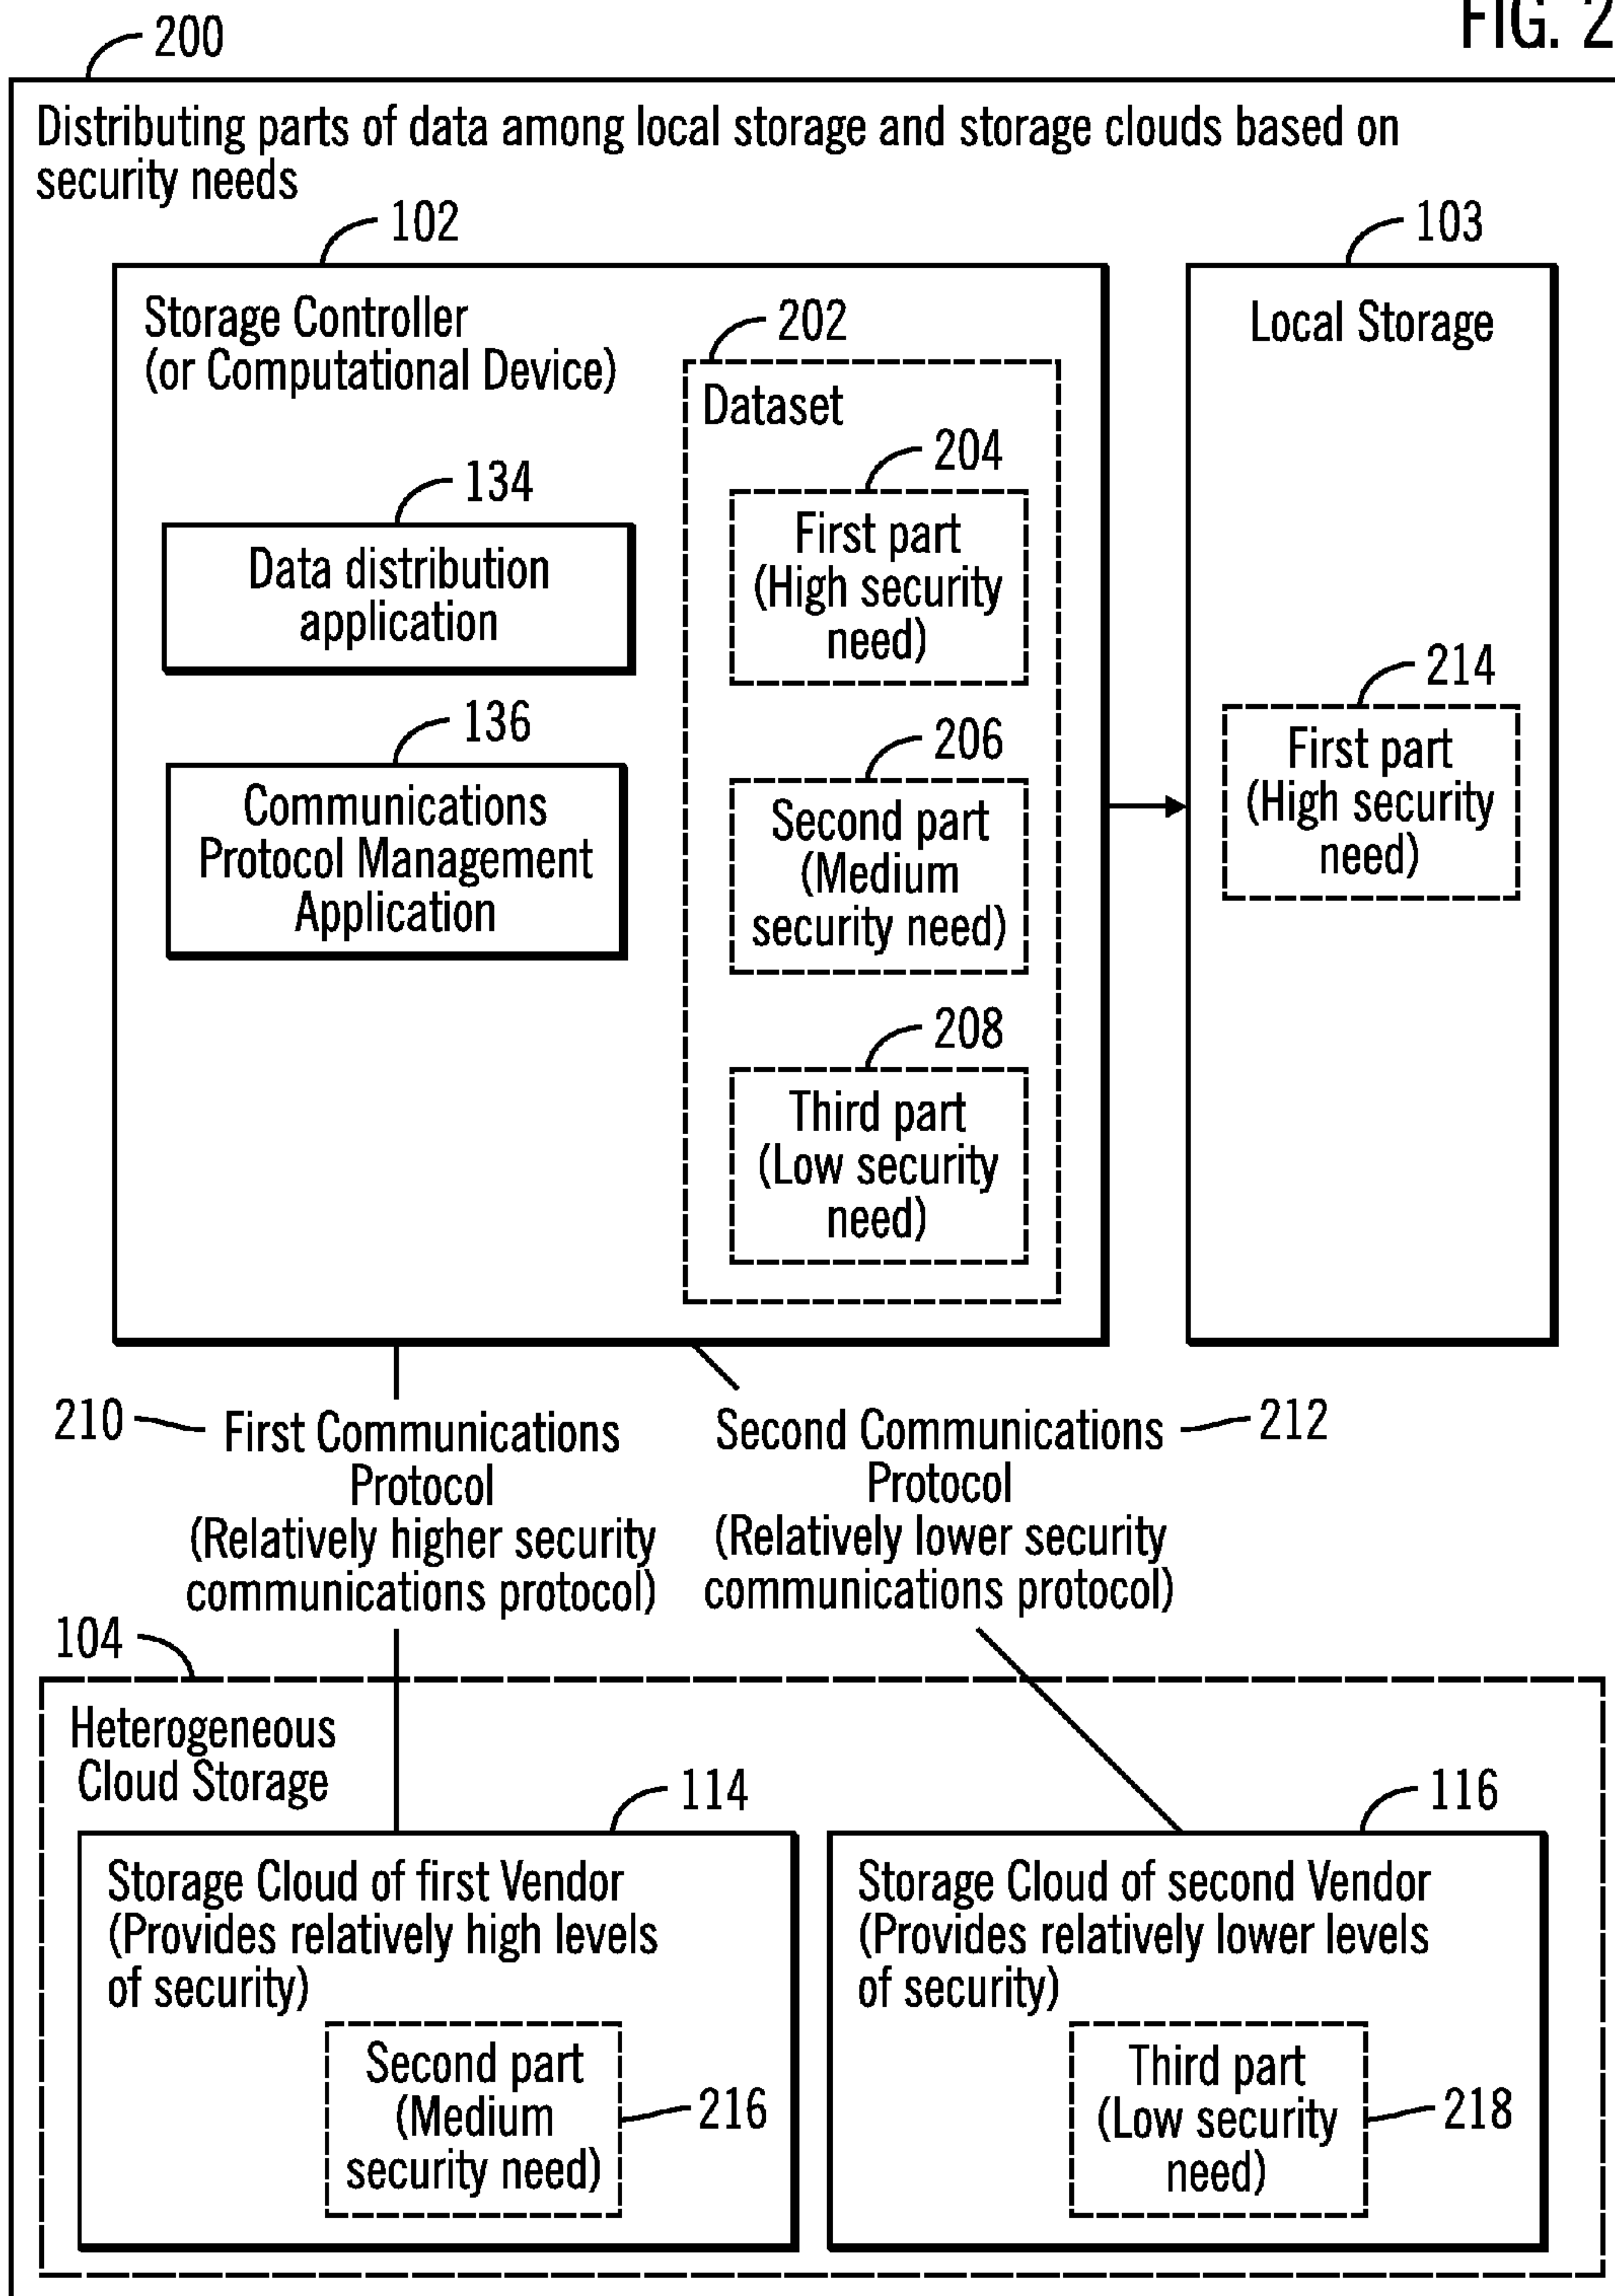 FIG. 2
200
Distributing parts of data among local storage and storage clouds based on
security needs
102
103
Storage Controller
(or Computational Device)
202
Dataset
Local Storage
134
Data distribution
application
204
First part
(High security
need)
136
Communications
Protocol Management
Application
206
Second part
(Medium
security need)
214
First part
(High security
need)
208
Third part
(Low security
need)
210
First Communications
Protocol
(Relatively higher security
communications protocol)
Second Communications
Protocol
(Relatively lower security
communications protocol)
212
104
Heterogeneous
Cloud Storage
114
Storage Cloud of first Vendor
(Provides relatively high levels
of security)
Second part
(Medium
security need)
216
116
Storage Cloud of second Vendor
(Provides relatively lower levels
of security)
Third part
(Low security
need)
218